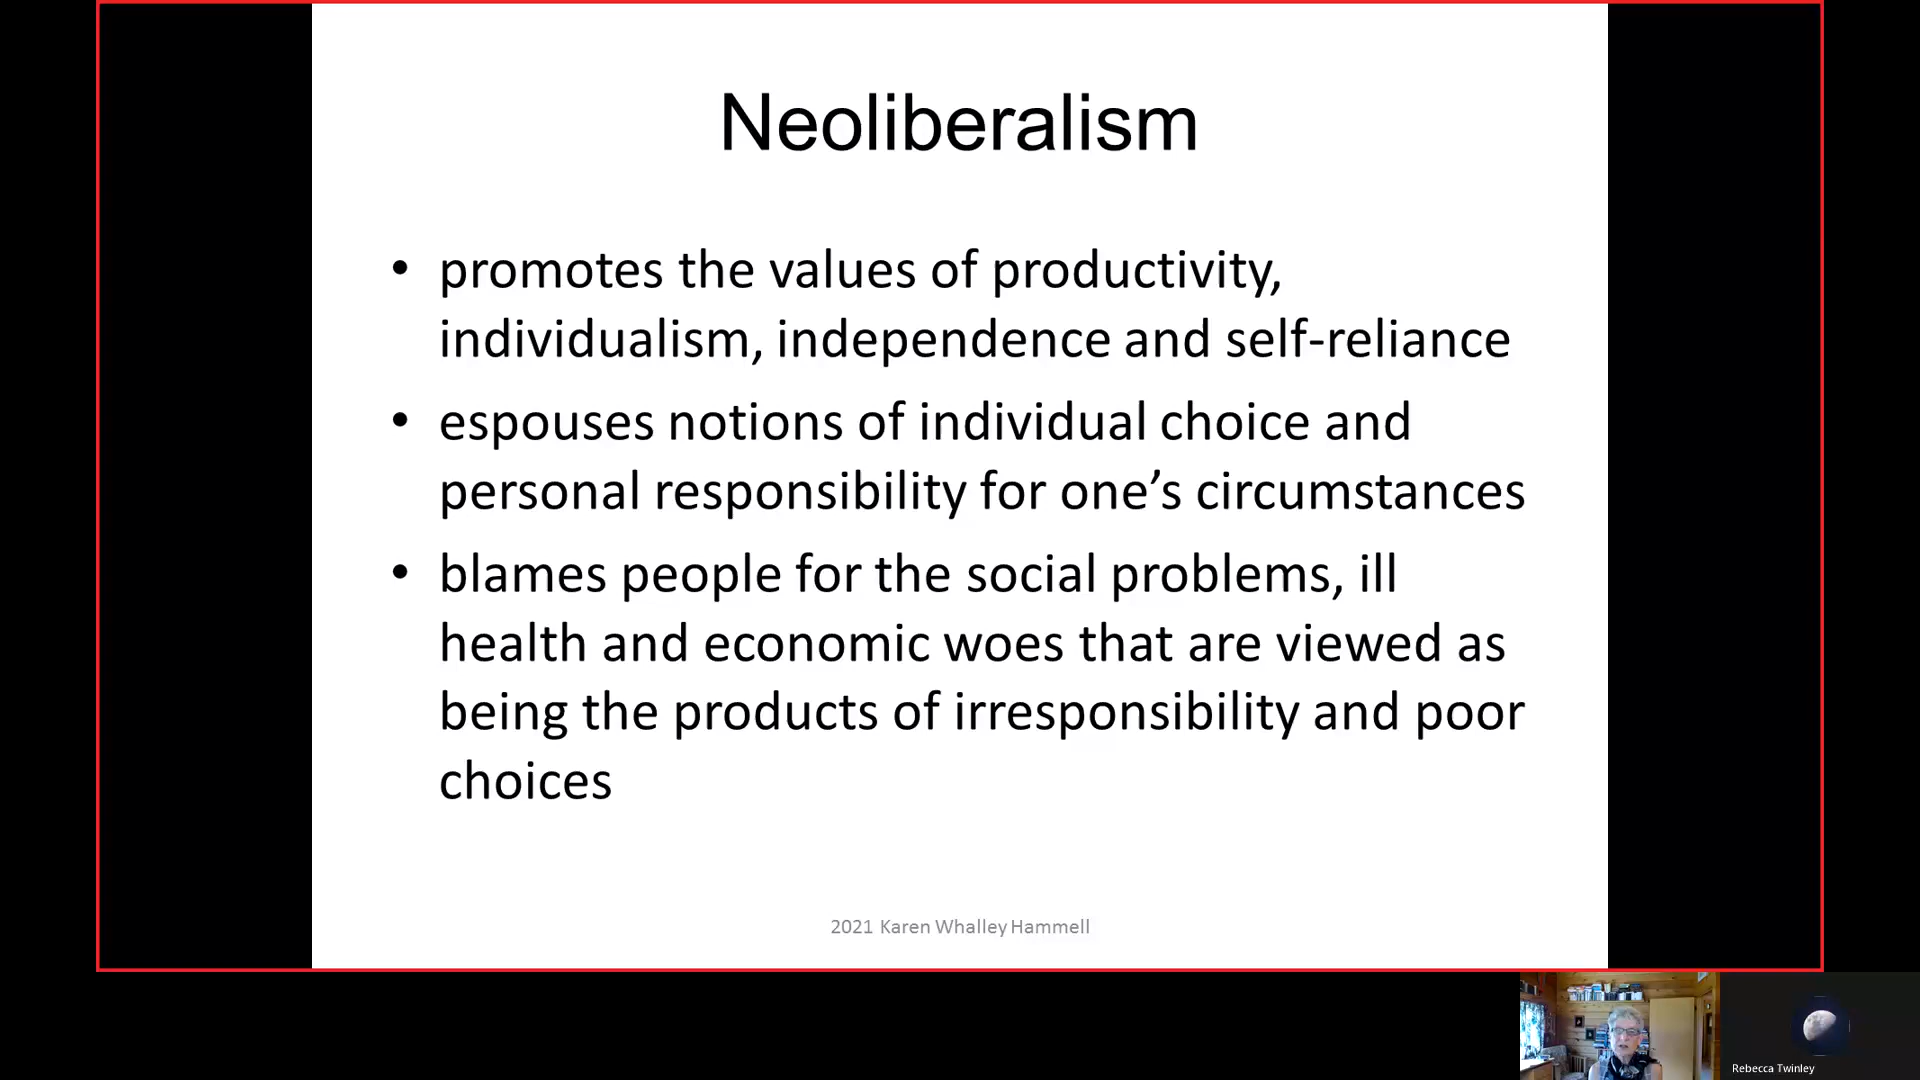 Neoliberalism
• promotes the values of productivity,
individualism, independence and self-reliance
• espouses notions of individual choice and
personal responsibility for one’s circumstances
• blames people for the social problems, ill
health and economic woes that are viewed as
being the products of irresponsibility and poor
choices
2021 Karen Whalley Hammell
Rebecca Twinley